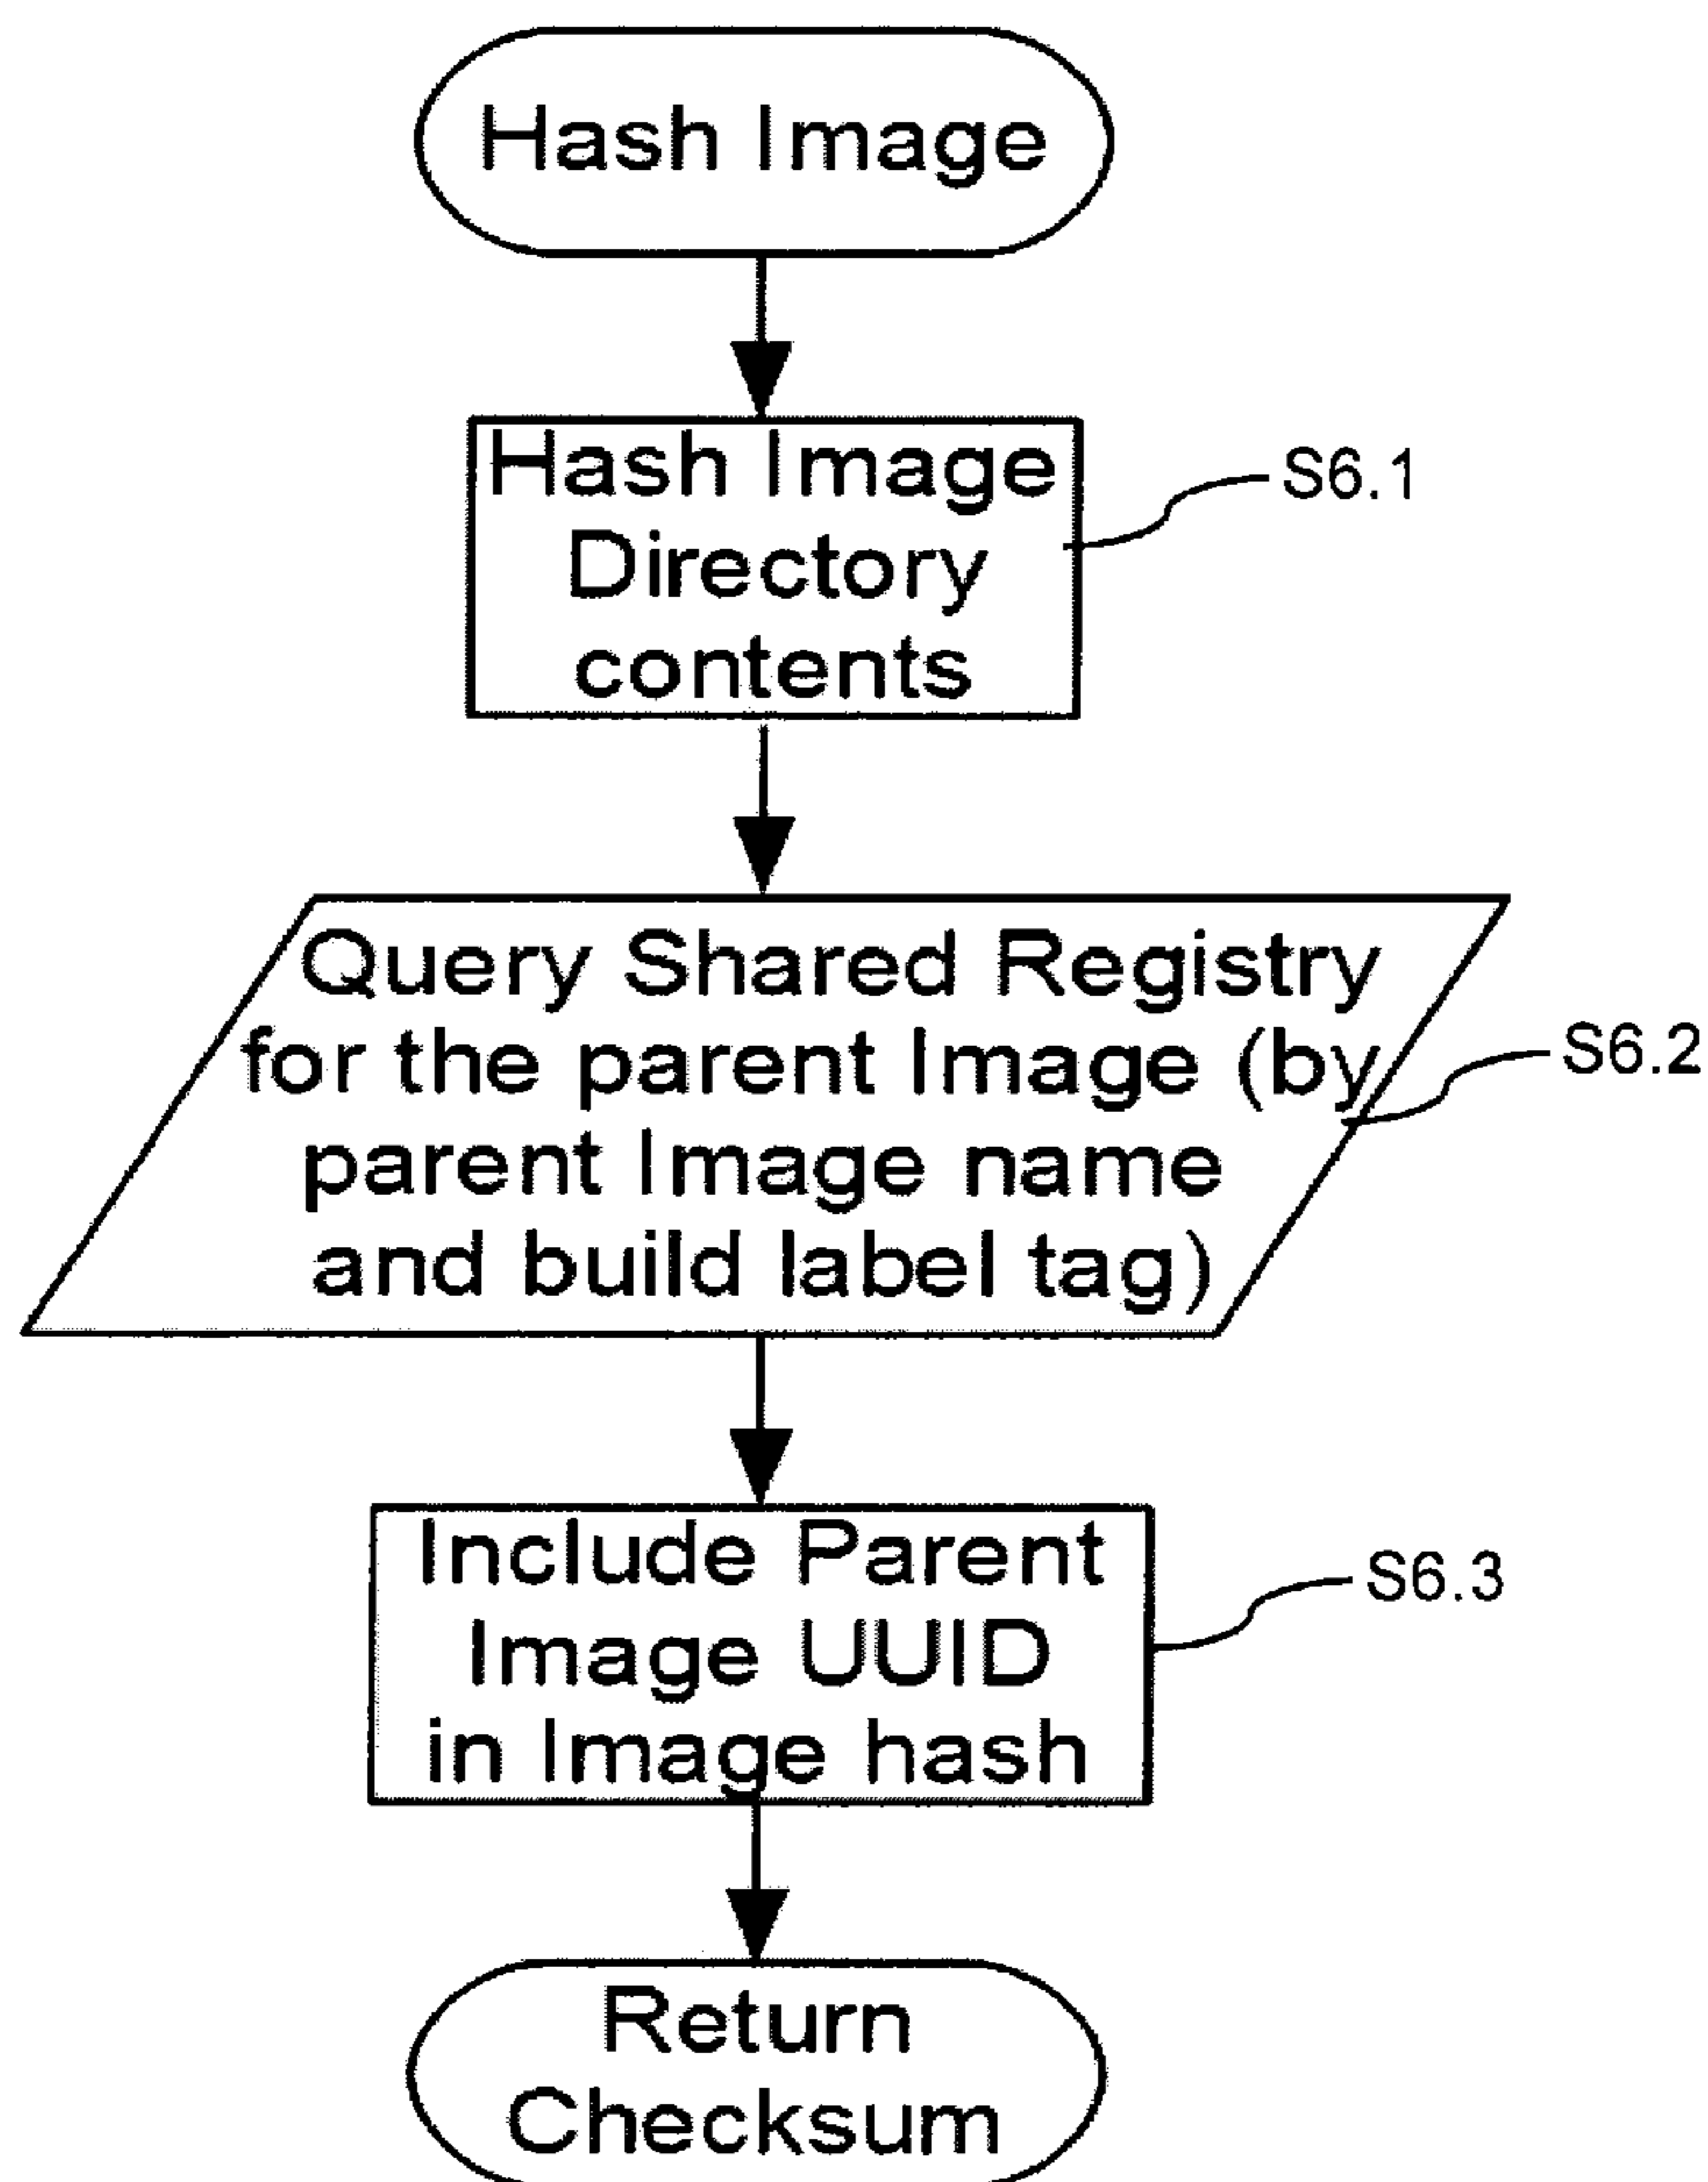 Hash Image
Hash Image
Directory
contents
S6.1
Query Shared Registry
for the parent Image (by
parent Image name
and build label tag)
S6.2
Include Parent
Image UUID
in Image hash
S6.3
Return
Checksum